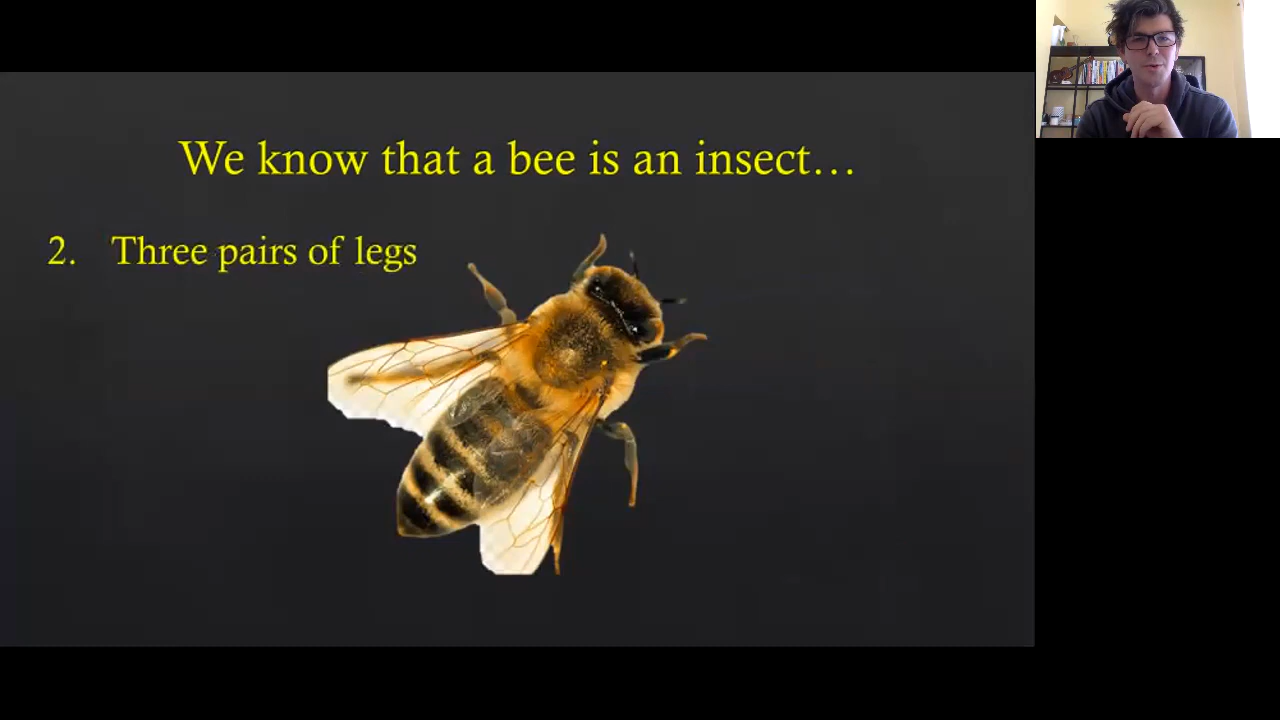 We know that a bee is an insect…
2. Three pairs of legs